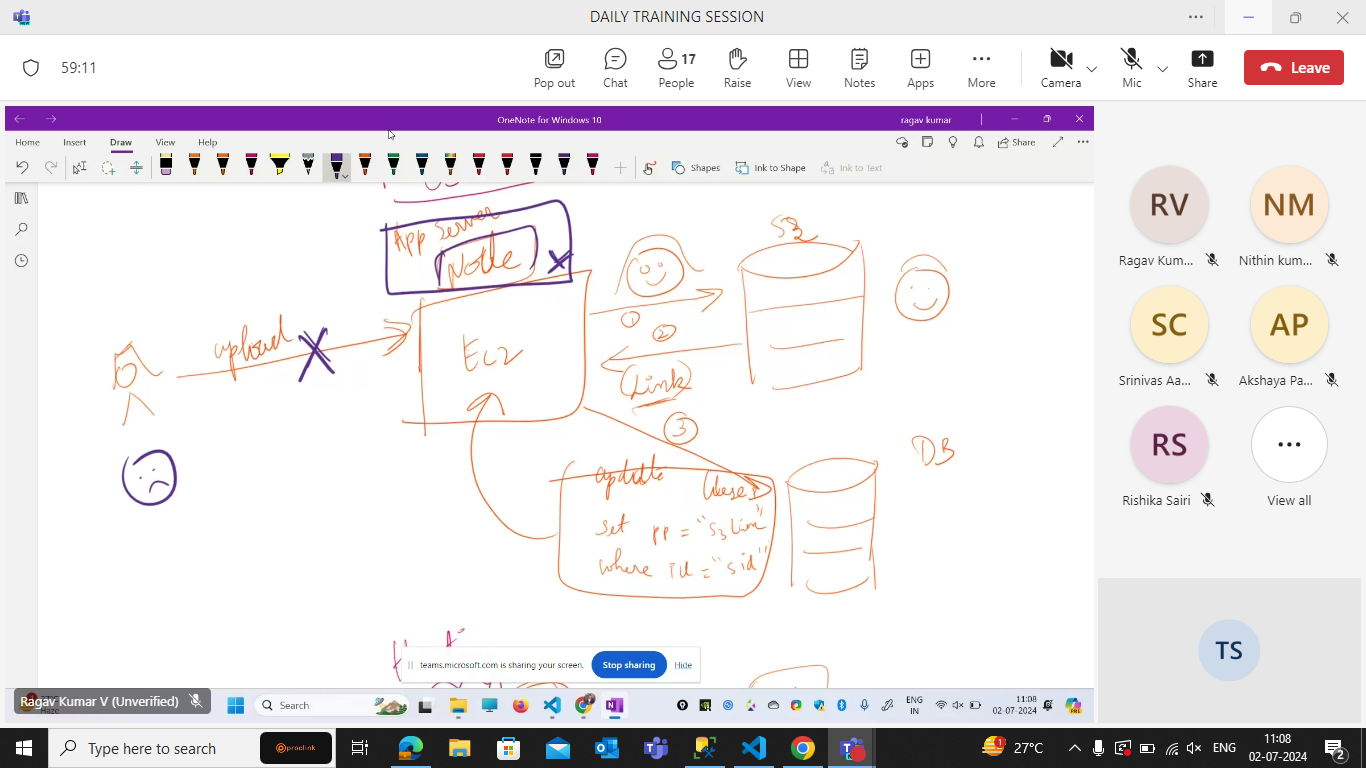 DAILY TRAINING SESSION
59:11
Pop out
Chat
17
People
Raise
View
Notes
Apps
More
Camera
Mic
Share
Leave
OneNote for Windows 10
ragav kumar
Home
Insert
Draw
View
Help
Share
Shapes
Ink to Shape
Ink to Text
App Server
Node
S3
upload
EC2
1
2
(Link)
3
DB
update
set pp = "S3 link"
where id = "sid"
teams.microsoft.com is sharing your screen.
Stop sharing
Hide
Ragav Kumar V (Unverified)
Search
ENG
IN
11:08
02-07-2024
RV
Ragav Kum...
NM
Nithin kum...
SC
Srinivas Aa...
AP
Akshaya Pa...
RS
Rishika Sairi
View all
TS
Type here to search
proclink
27°C
ENG
11:08
02-07-2024
2